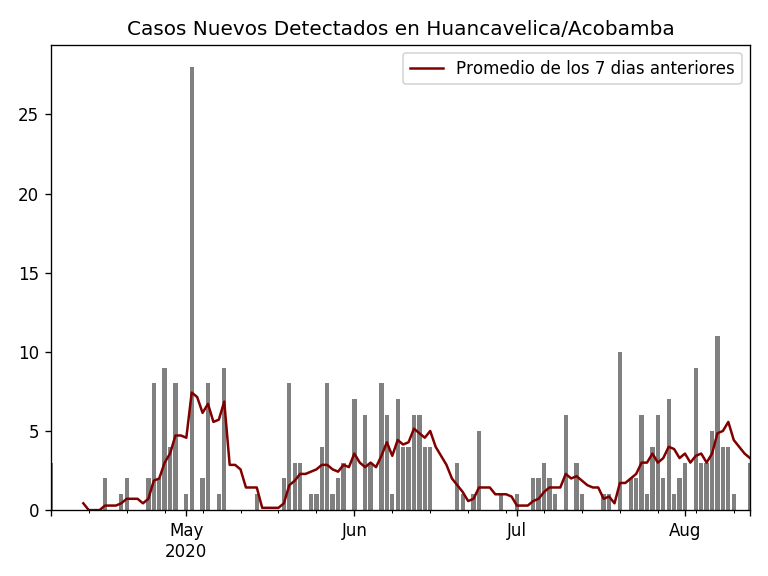 Casos Nuevos Detectados en Huancavelica/Acobamba
Promedio de los 7 dias anteriores
25
20
15
10
5
0
May Jun Jul Aug
2020